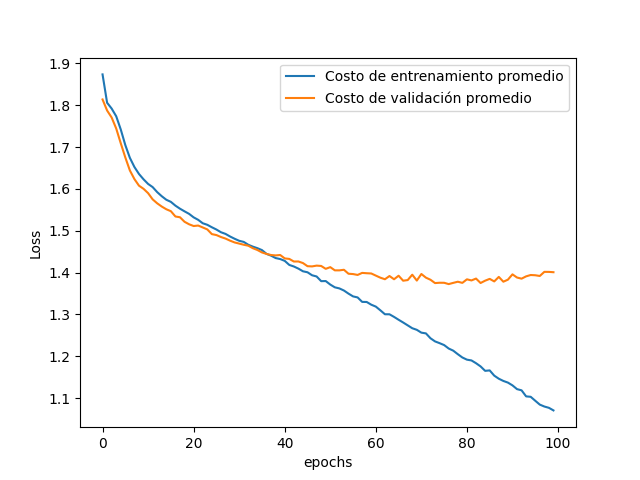 Costo de entrenamiento promedio
Costo de validación promedio
Loss
1.9
1.8
1.7
1.6
1.5
1.4
1.3
1.2
1.1
0 20 40 60 80 100
epochs